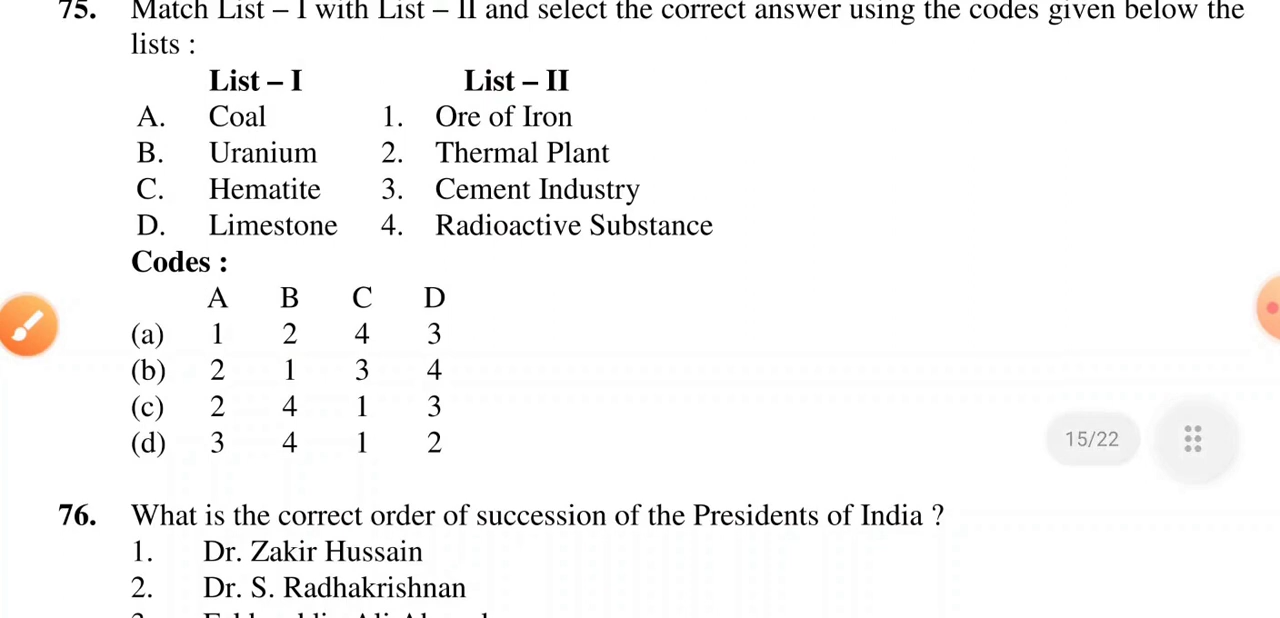 75. Match List – I with List – II and select the correct answer using the codes given below the
lists :
List – I List – II
A. Coal 1. Ore of Iron
B. Uranium 2. Thermal Plant
C. Hematite 3. Cement Industry
D. Limestone 4. Radioactive Substance
Codes :
A B C D
(a) 1 2 4 3
(b) 2 1 3 4
(c) 2 4 1 3
(d) 3 4 1 2
15/22
76. What is the correct order of succession of the Presidents of India ?
1. Dr. Zakir Hussain
2. Dr. S. Radhakrishnan